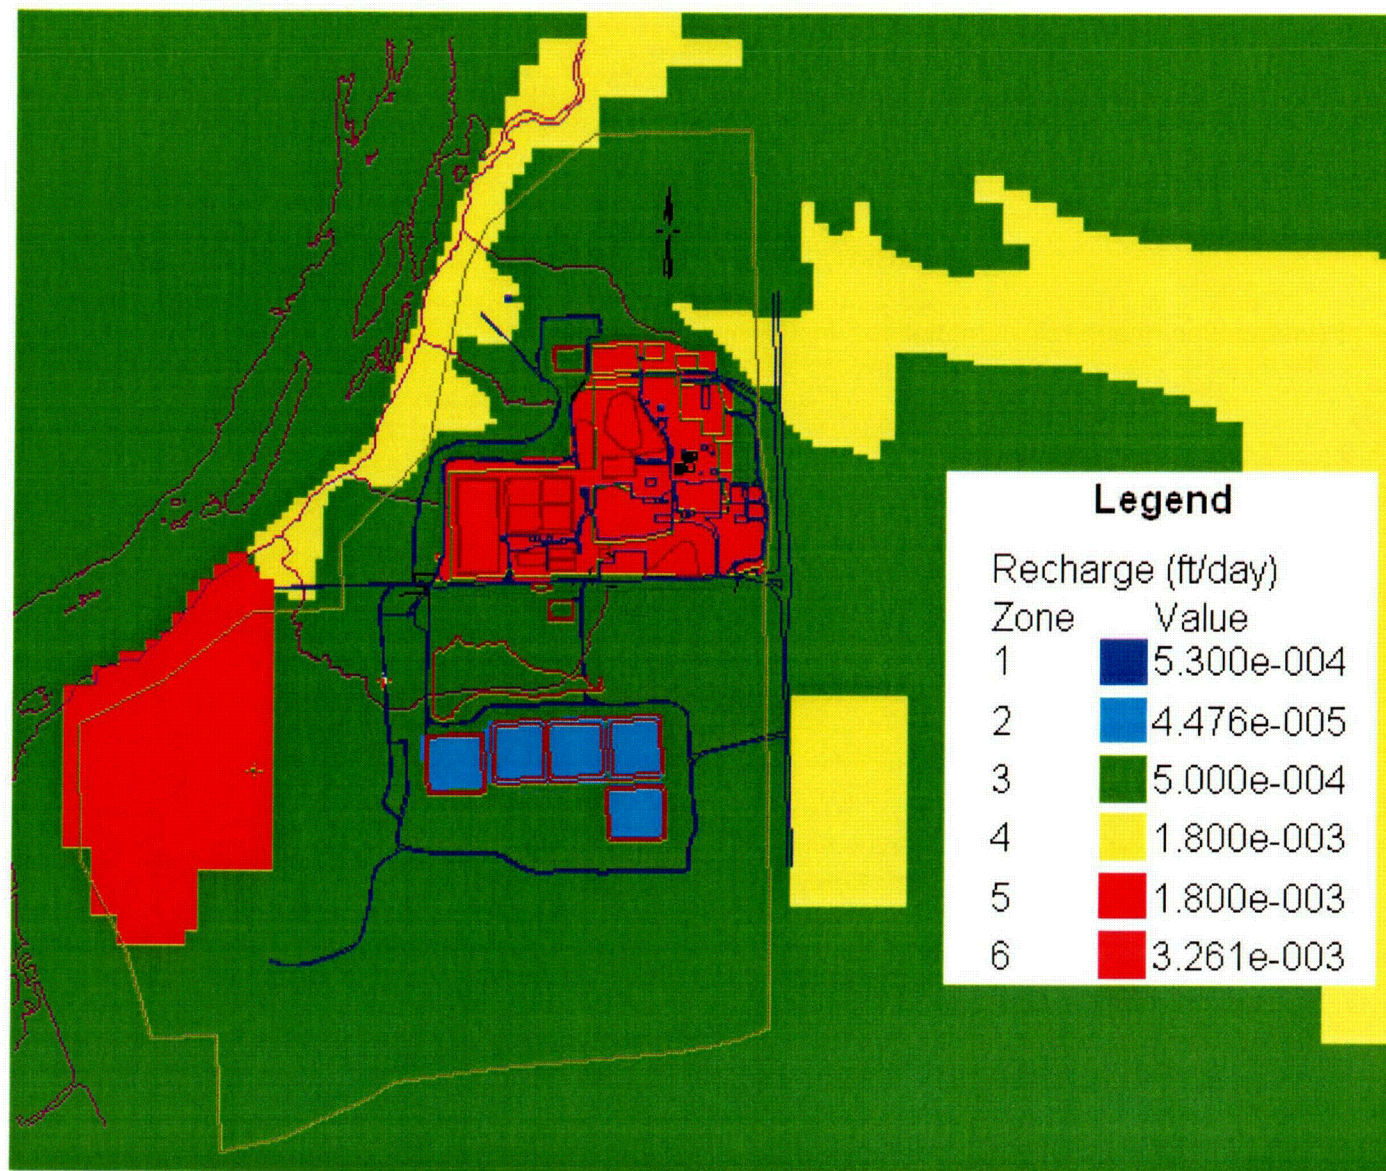 Legend
Recharge (ft/day)
Zone Value
1 5.300e-004
2 4.476e-005
3 5.000e-004
4 1.800e-003
5 1.800e-003
6 3.261e-003